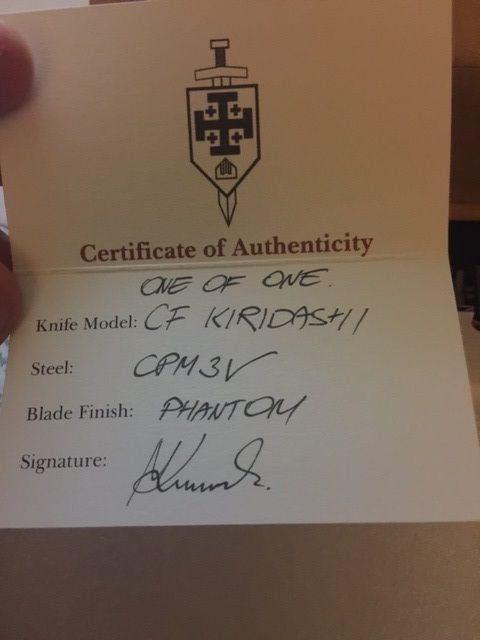 Certificate of Authenticity
ONE OF ONE.
Knife Model: CF KIRIDASHI
Steel: CPM3V
Blade Finish: PHANTOM
Signature: